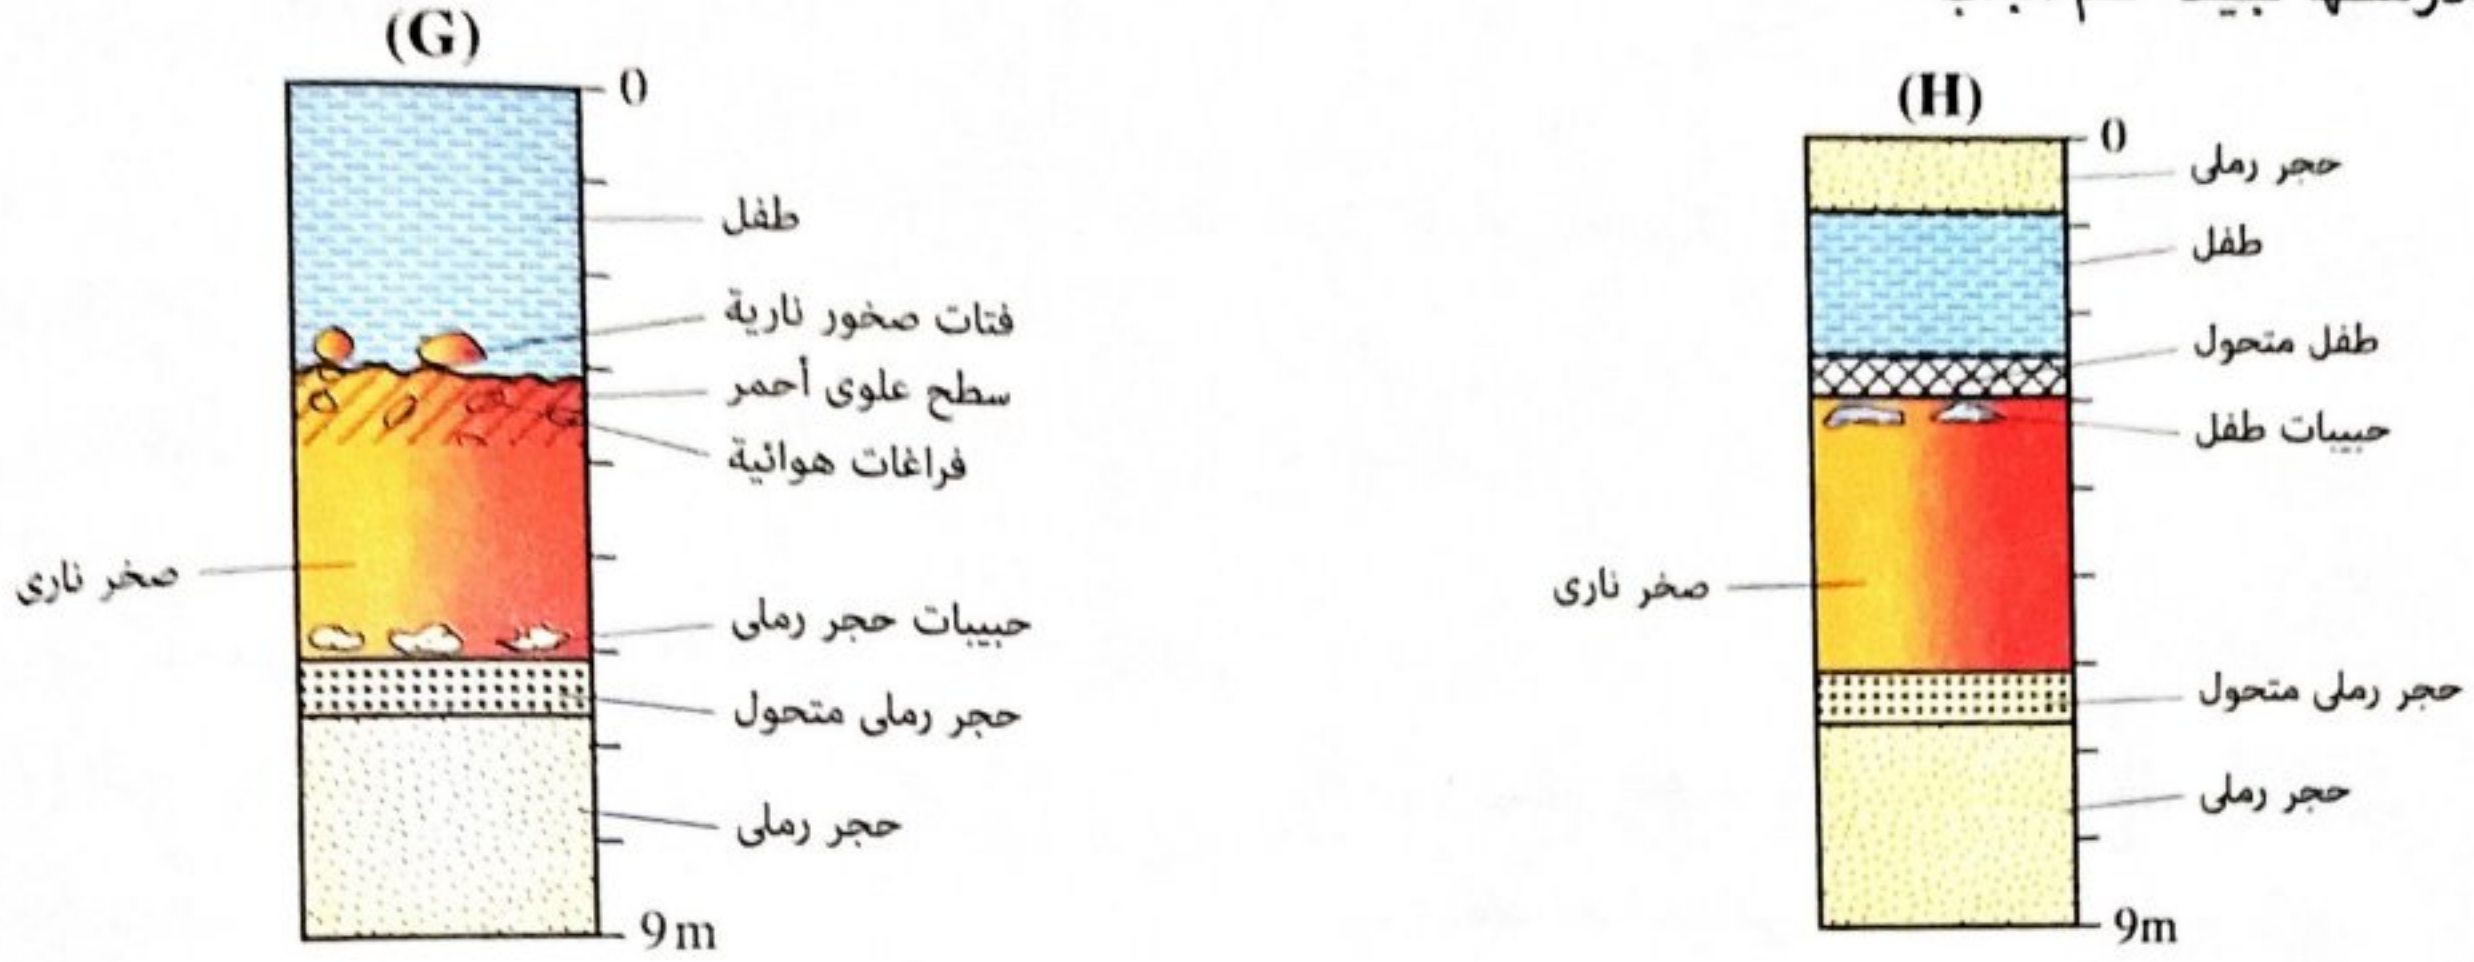 (G)
0
طفل
فتات صخور نارية
سطح علوى أحمر
فراغات هوائية
صخر نارى
حبيبات حجر رملى
حجر رملى متحول
حجر رملى
9m
(H)
0
حجر رملى
طفل
طفل متحول
حبيبات طفل
صخر نارى
حجر رملى متحول
حجر رملى
9m